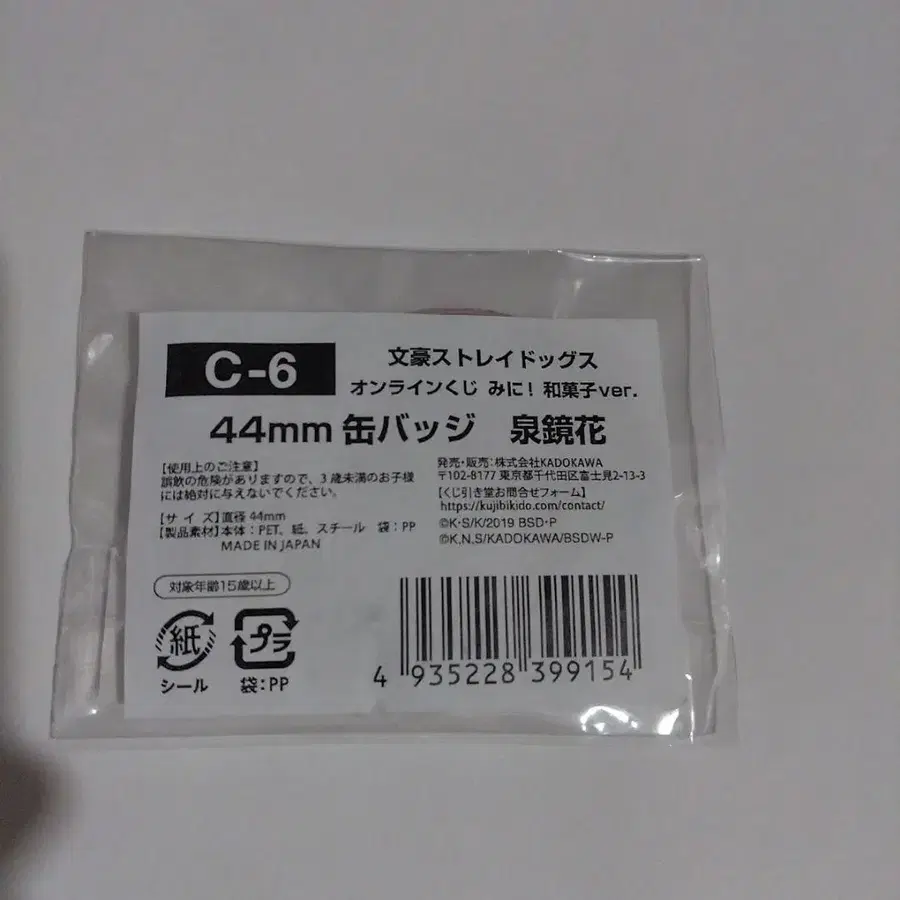 C-6
文豪ストレイドッグス
オンラインくじ みに! 和菓子ver.
44mm 缶バッジ 泉鏡花
【使用上のご注意】
誤飲の危険がありますので、3歳未満のお子様
には絶対に与えないでください。
【サイズ】直径 44mm
【製品素材】本体:PET、紙、スチール 袋:PP
MADE IN JAPAN
発売・販売:株式会社KADOKAWA
〒102-8177 東京都千代田区富士見2-13-3
【くじ引き堂お問合せフォーム】
https://kujibikido.com/contact/
©K・S/K/2019 BSD・P
©K,N,S/KADOKAWA/BSDW-P
対象年齢15歳以上
紙
シール
プラ
袋:PP
4 935228 399154